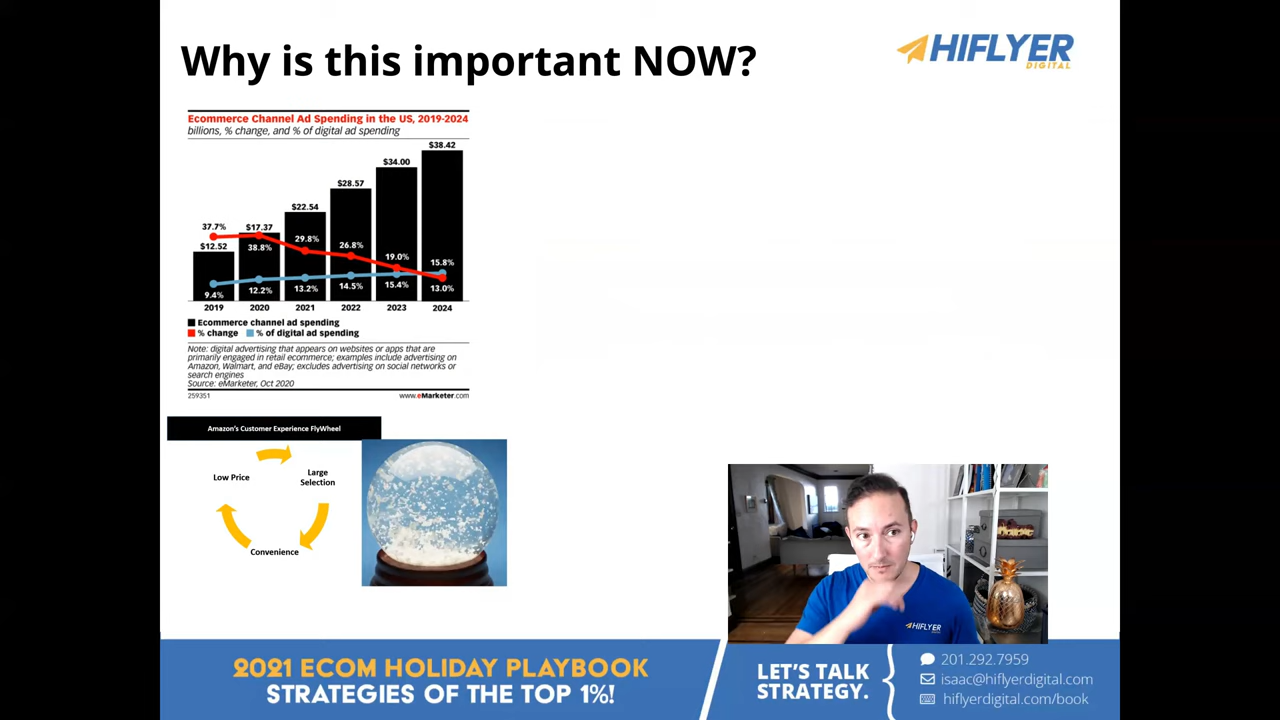 Why is this important NOW?
HIFLYER
DIGITAL
Ecommerce Channel Ad Spending in the US, 2019-2024
billions, % change, and % of digital ad spending
$38.42
$34.00
$28.57
$22.54
37.7%
$17.37
29.8%
$12.52
38.8%
26.8%
19.0%
15.8%
9.4%
12.2%
13.2%
14.5%
15.4%
13.0%
2019
2020
2021
2022
2023
2024
Ecommerce channel ad spending
% change
% of digital ad spending
Note: digital advertising that appears on websites or apps that are
primarily engaged in retail ecommerce; examples include advertising on
Amazon, Walmart, and eBay; excludes advertising on social networks or
search engines
Source: eMarketer, Oct 2020
259351
www.eMarketer.com
Amazon's Customer Experience FlyWheel
Low Price
Large
Selection
Convenience
HIFLYER
DIGITAL
2021 ECOM HOLIDAY PLAYBOOK
STRATEGIES OF THE TOP 1%!
LET'S TALK
STRATEGY.
201.292.7959
isaac@hiflyerdigital.com
hiflyerdigital.com/book